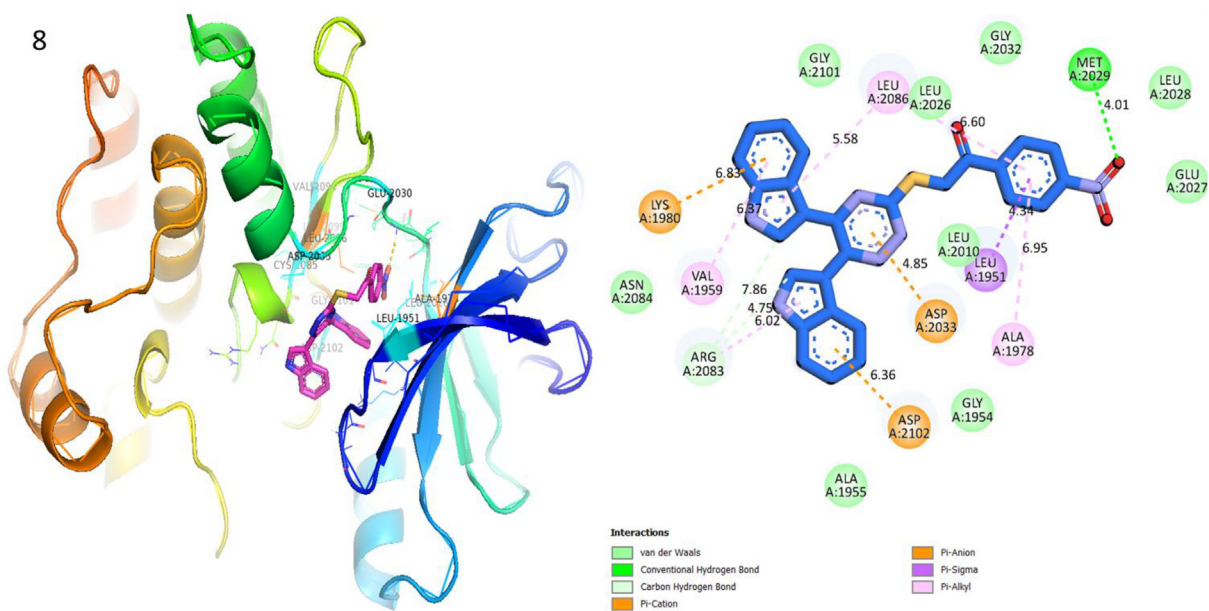 8
VAL
GLU-2030
ASP-2033
CYS 2085
LEU-1951
2102
GLY
A:2101
LEU
A:2086
LEU
A:2026
GLY
A:2032
MET
A:2029
LEU
A:2028
4.01
5.58
6.60
6.83
LYS
A:1980
6.37
GLU
A:2027
4.34
LEU
A:2010
LEU
A:1951
6.95
4.85
ASN
A:2084
VAL
A:1959
7.86
4.75
6.02
ASP
A:2033
ALA
A:1978
ARG
A:2083
6.36
ASP
A:2102
GLY
A:1954
ALA
A:1955
Interactions
van der Waals
Conventional Hydrogen Bond
Carbon Hydrogen Bond
Pi-Cation
Pi-Anion
Pi-Sigma
Pi-Alkyl